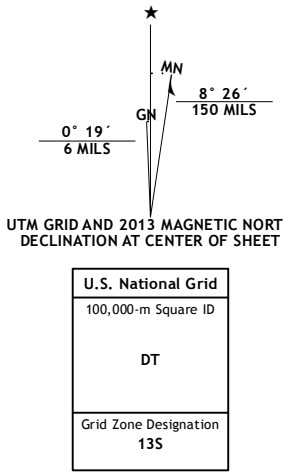 ★
MN
8° 26´
150 MILS
GN
0° 19´
6 MILS
UTM GRID AND 2013 MAGNETIC NORT
DECLINATION AT CENTER OF SHEET
U.S. National Grid
100,000-m Square ID
DT
Grid Zone Designation
13S